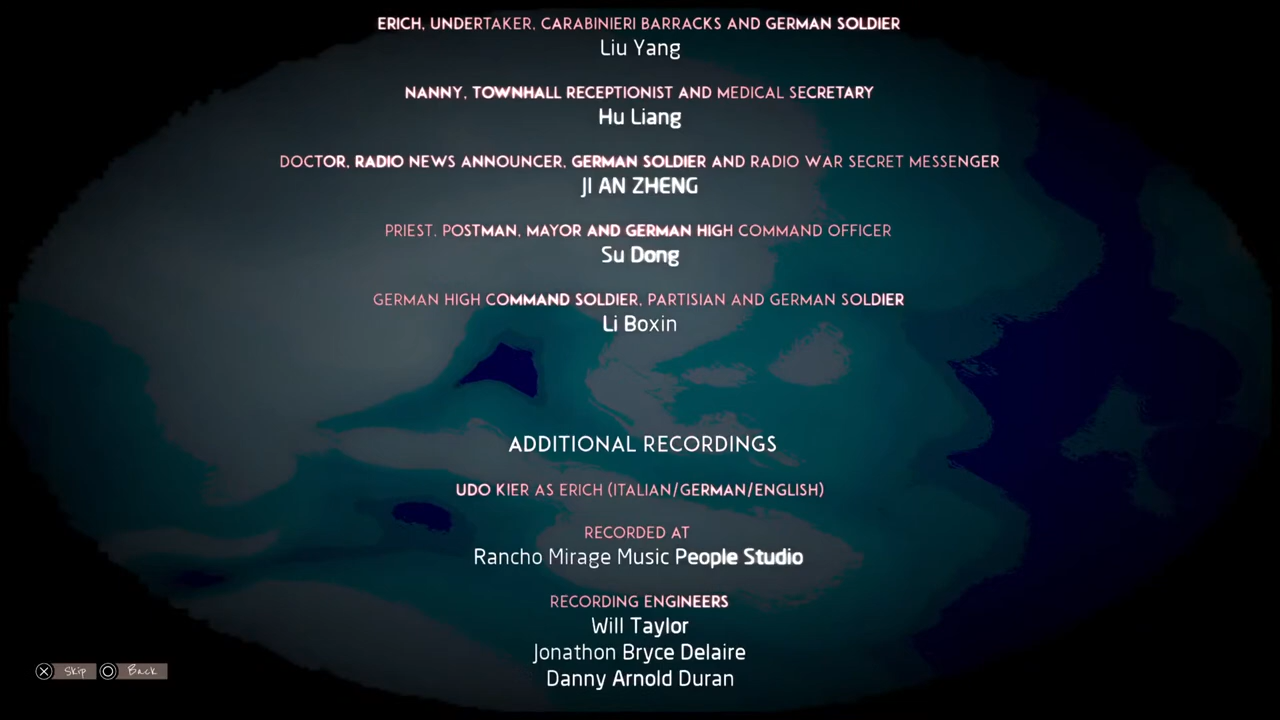 ERICH, UNDERTAKER, CARABINIERI BARRACKS AND GERMAN SOLDIER
Liu Yang
NANNY, TOWNHALL RECEPTIONIST AND MEDICAL SECRETARY
Hu Liang
DOCTOR, RADIO NEWS ANNOUNCER, GERMAN SOLDIER AND RADIO WAR SECRET MESSENGER
JI AN ZHENG
PRIEST, POSTMAN, MAYOR AND GERMAN HIGH COMMAND OFFICER
Su Dong
GERMAN HIGH COMMAND SOLDIER, PARTISIAN AND GERMAN SOLDIER
Li Boxin
ADDITIONAL RECORDINGS
UDO KIER AS ERICH (ITALIAN/GERMAN/ENGLISH)
RECORDED AT
Rancho Mirage Music People Studio
RECORDING ENGINEERS
Will Taylor
Jonathon Bryce Delaire
Danny Arnold Duran
Skip Back